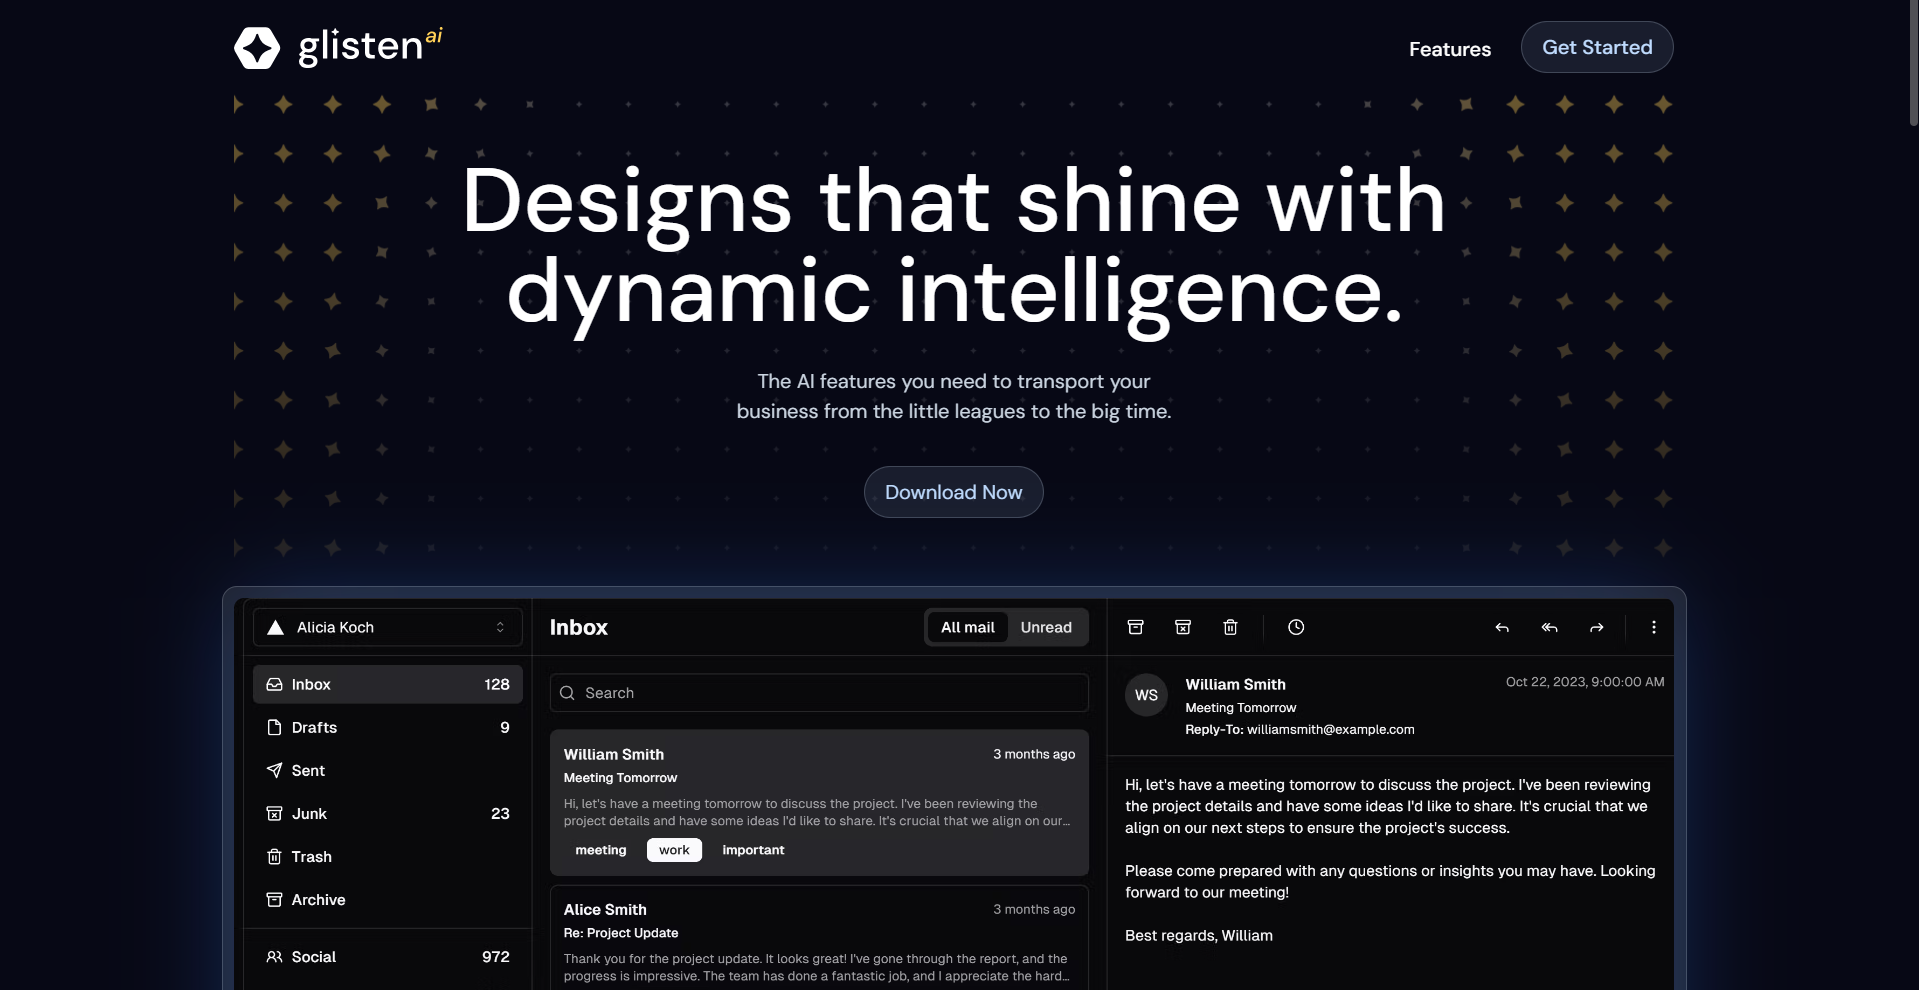 glisten ai
Features
Get Started
Designs that shine with
dynamic intelligence.
The AI features you need to transport your
business from the little leagues to the big time.
Download Now
Alicia Koch
Inbox 128
Drafts 9
Sent
Junk 23
Trash
Archive
Social 972
Inbox
All mail
Unread
Search
William Smith 3 months ago
Meeting Tomorrow
Hi, let's have a meeting tomorrow to discuss the project. I've been reviewing the
project details and have some ideas I'd like to share. It's crucial that we align on our...
meeting work important
Alice Smith 3 months ago
Re: Project Update
Thank you for the project update. It looks great! I've gone through the report, and the
progress is impressive. The team has done a fantastic job, and I appreciate the hard...
WS
William Smith Oct 22, 2023, 9:00:00 AM
Meeting Tomorrow
Reply-To: williamsmith@example.com
Hi, let's have a meeting tomorrow to discuss the project. I've been reviewing
the project details and have some ideas I'd like to share. It's crucial that we
align on our next steps to ensure the project's success.
Please come prepared with any questions or insights you may have. Looking
forward to our meeting!
Best regards, William